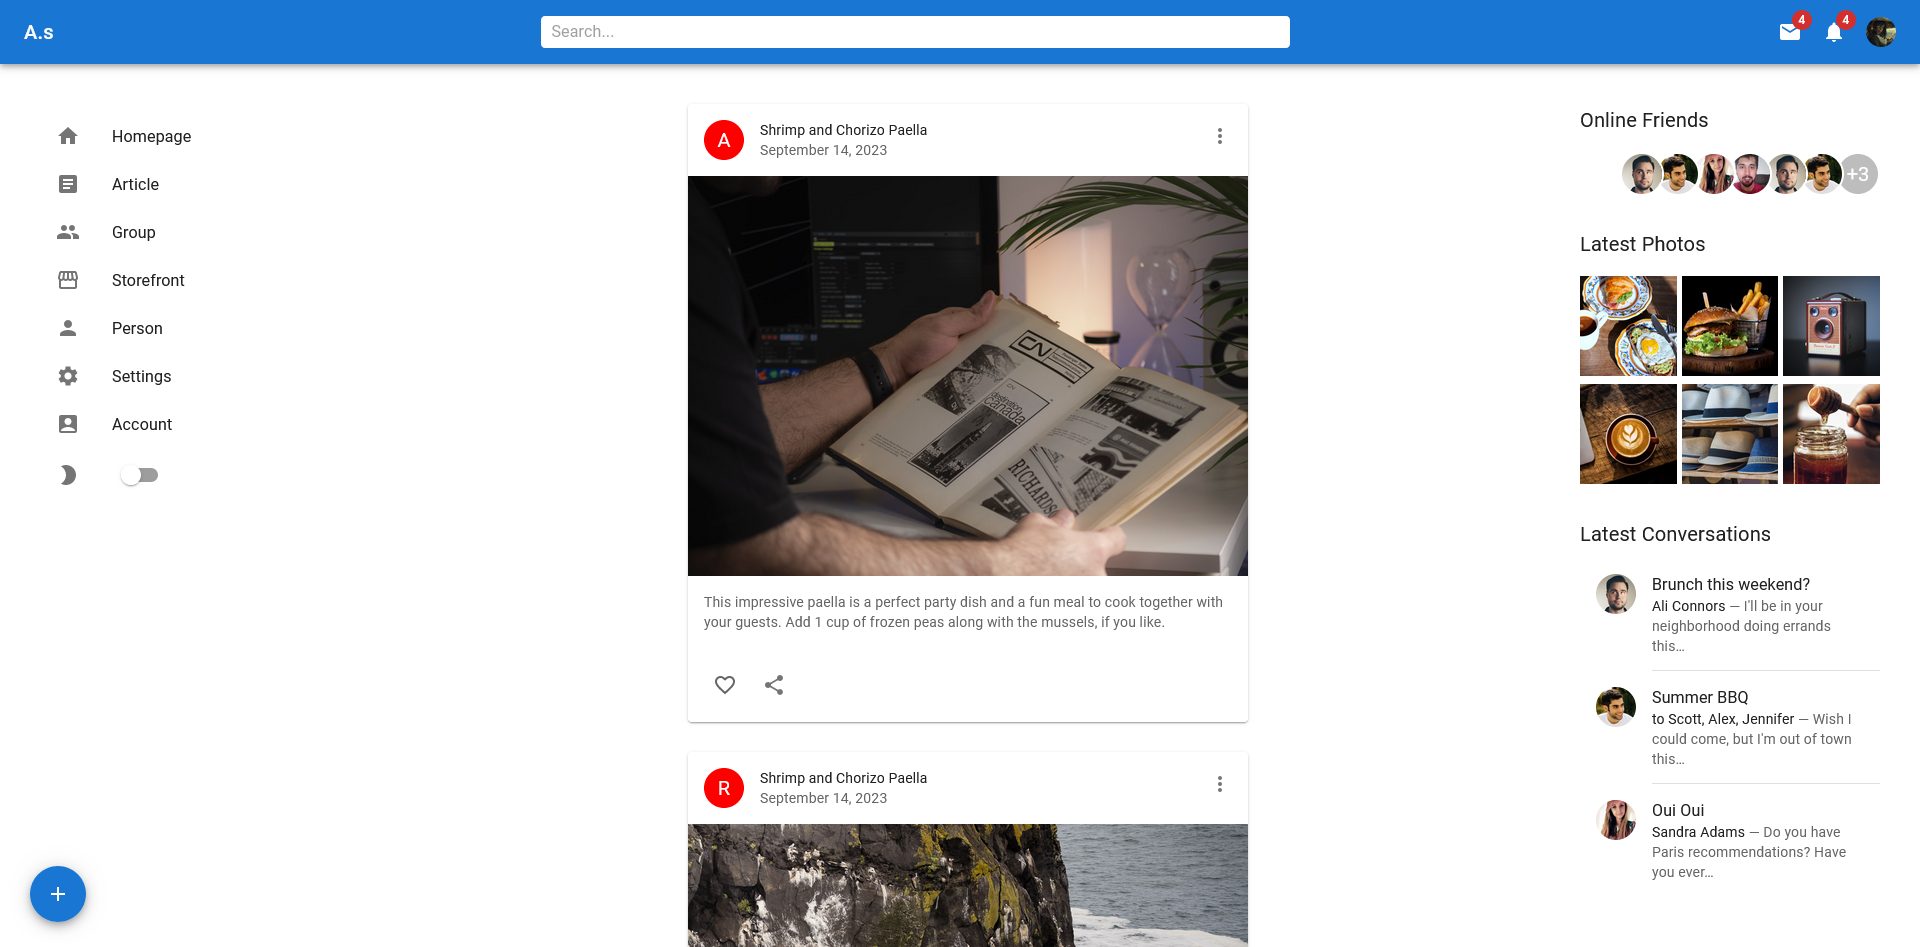 A.s
Search...
4
4
Homepage
Article
Group
Storefront
Person
Settings
Account
A
Shrimp and Chorizo Paella
September 14, 2023
CN
destination
canada
RICHARDS
This impressive paella is a perfect party dish and a fun meal to cook together with
your guests. Add 1 cup of frozen peas along with the mussels, if you like.
R
Shrimp and Chorizo Paella
September 14, 2023
Online Friends
+3
Latest Photos
Latest Conversations
Brunch this weekend?
Ali Connors — I'll be in your
neighborhood doing errands
this…
Summer BBQ
to Scott, Alex, Jennifer — Wish I
could come, but I'm out of town
this…
Oui Oui
Sandra Adams — Do you have
Paris recommendations? Have
you ever…